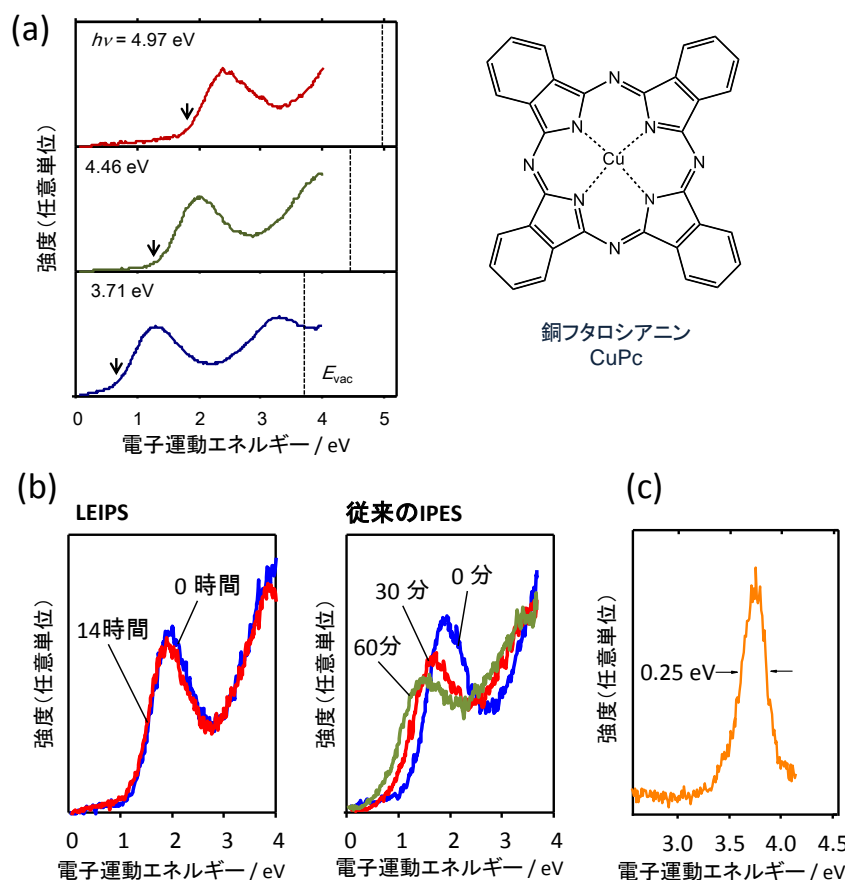 (a)
hν = 4.97 eV
4.46 eV
3.71 eV
E_vac
強度(任意単位)
0 1 2 3 4 5
電子運動エネルギー / eV
N
N
N
N
Cu
N
N
N
N
銅フタロシアニン
CuPc
(b)
LEIPS
0 時間
14時間
強度(任意単位)
0 1 2 3 4
電子運動エネルギー / eV
従来のIPES
0 分
30 分
60分
強度(任意単位)
0 1 2 3 4
電子運動エネルギー / eV
(c)
0.25 eV
強度(任意単位)
3.0 3.5 4.0 4.5
電子運動エネルギー / eV